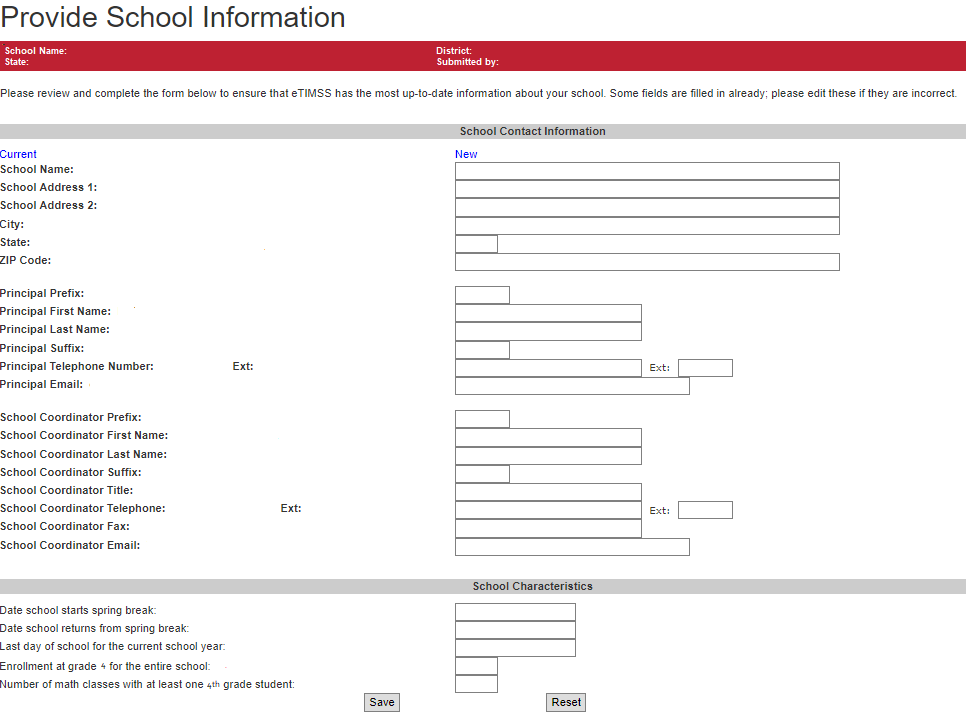 Provide School Information
School Name: District:
State: Submitted by:
Please review and complete the form below to ensure that eTIMSS has the most up-to-date information about your school. Some fields are filled in already; please edit these if they are incorrect.
School Contact Information
Current New
School Name:
School Address 1:
School Address 2:
City:
State:
ZIP Code:
Principal Prefix:
Principal First Name:
Principal Last Name:
Principal Suffix:
Principal Telephone Number: Ext: Ext:
Principal Email:
School Coordinator Prefix:
School Coordinator First Name:
School Coordinator Last Name:
School Coordinator Suffix:
School Coordinator Title:
School Coordinator Telephone: Ext: Ext:
School Coordinator Fax:
School Coordinator Email:
School Characteristics
Date school starts spring break:
Date school returns from spring break:
Last day of school for the current school year:
Enrollment at grade 4 for the entire school:
Number of math classes with at least one 4th grade student:
Save Reset